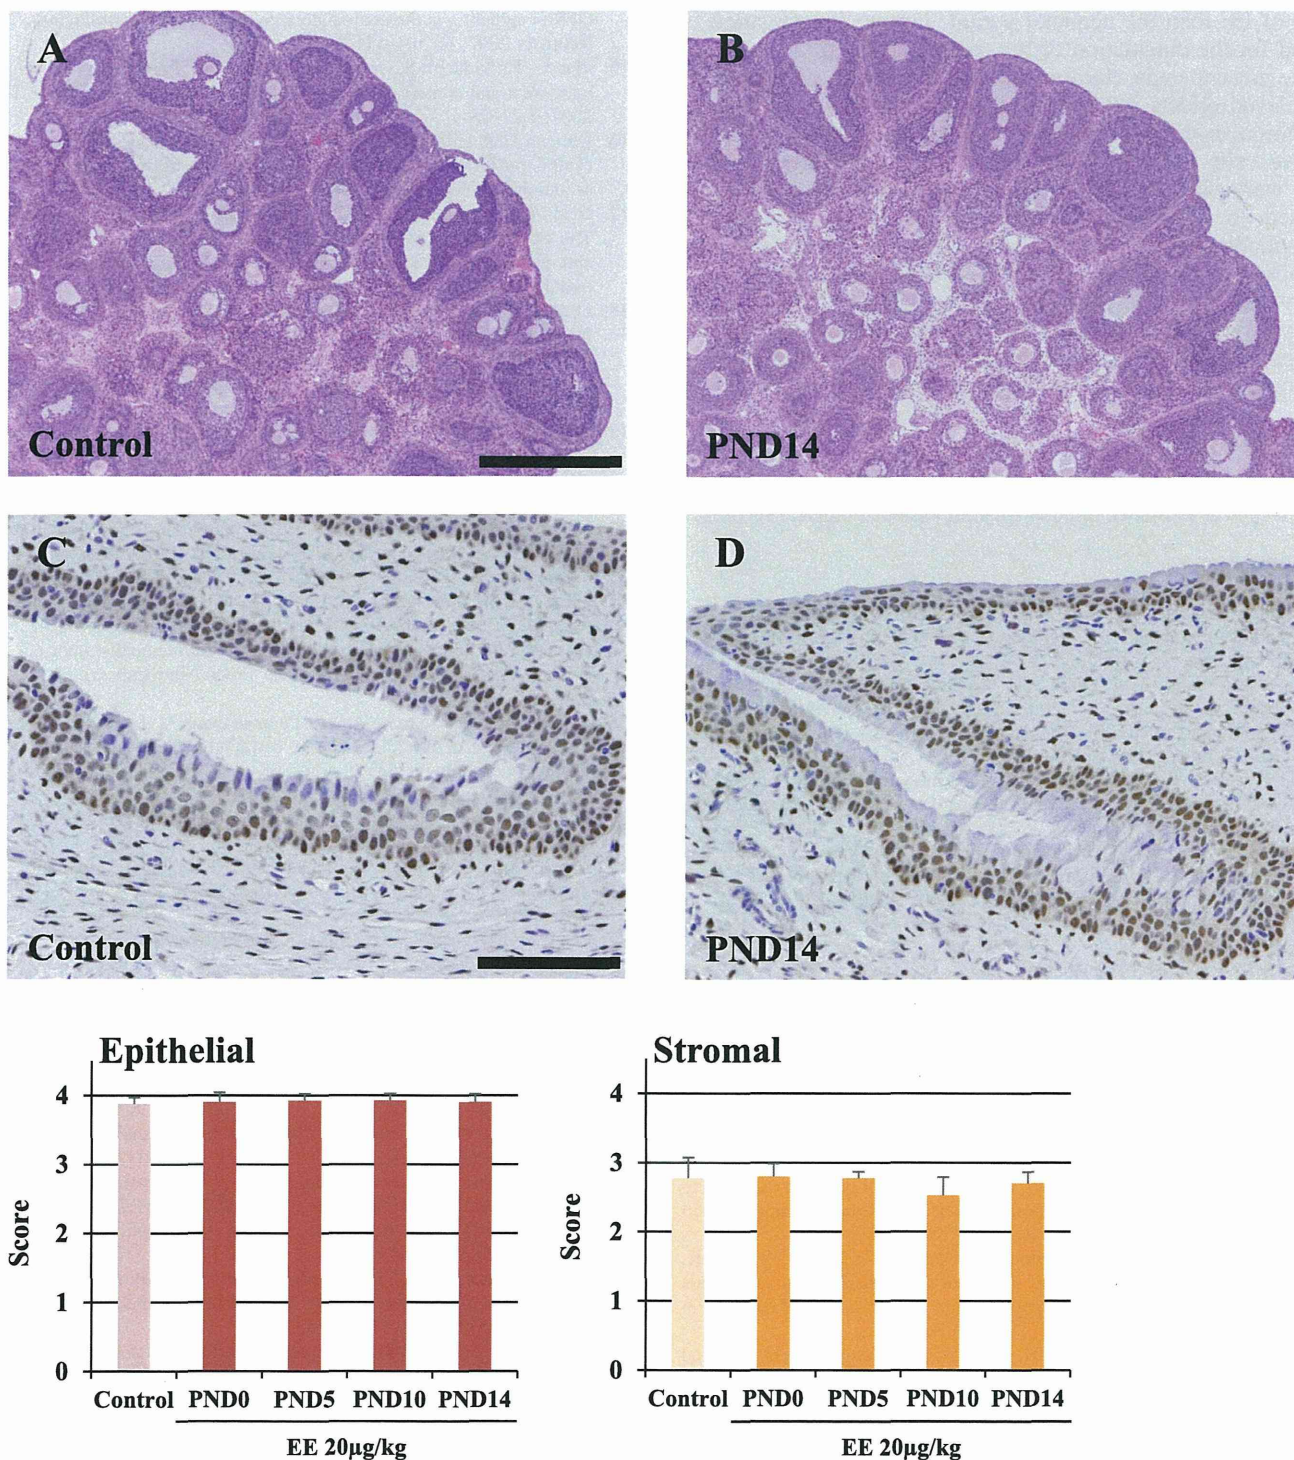 A
B
Control
PND14
C
D
Control
PND14
Epithelial
Stromal
4
3
2
1
0
Score
Control PND0 PND5 PND10 PND14
EE 20µg/kg
4
3
2
1
0
Score
Control PND0 PND5 PND10 PND14
EE 20µg/kg